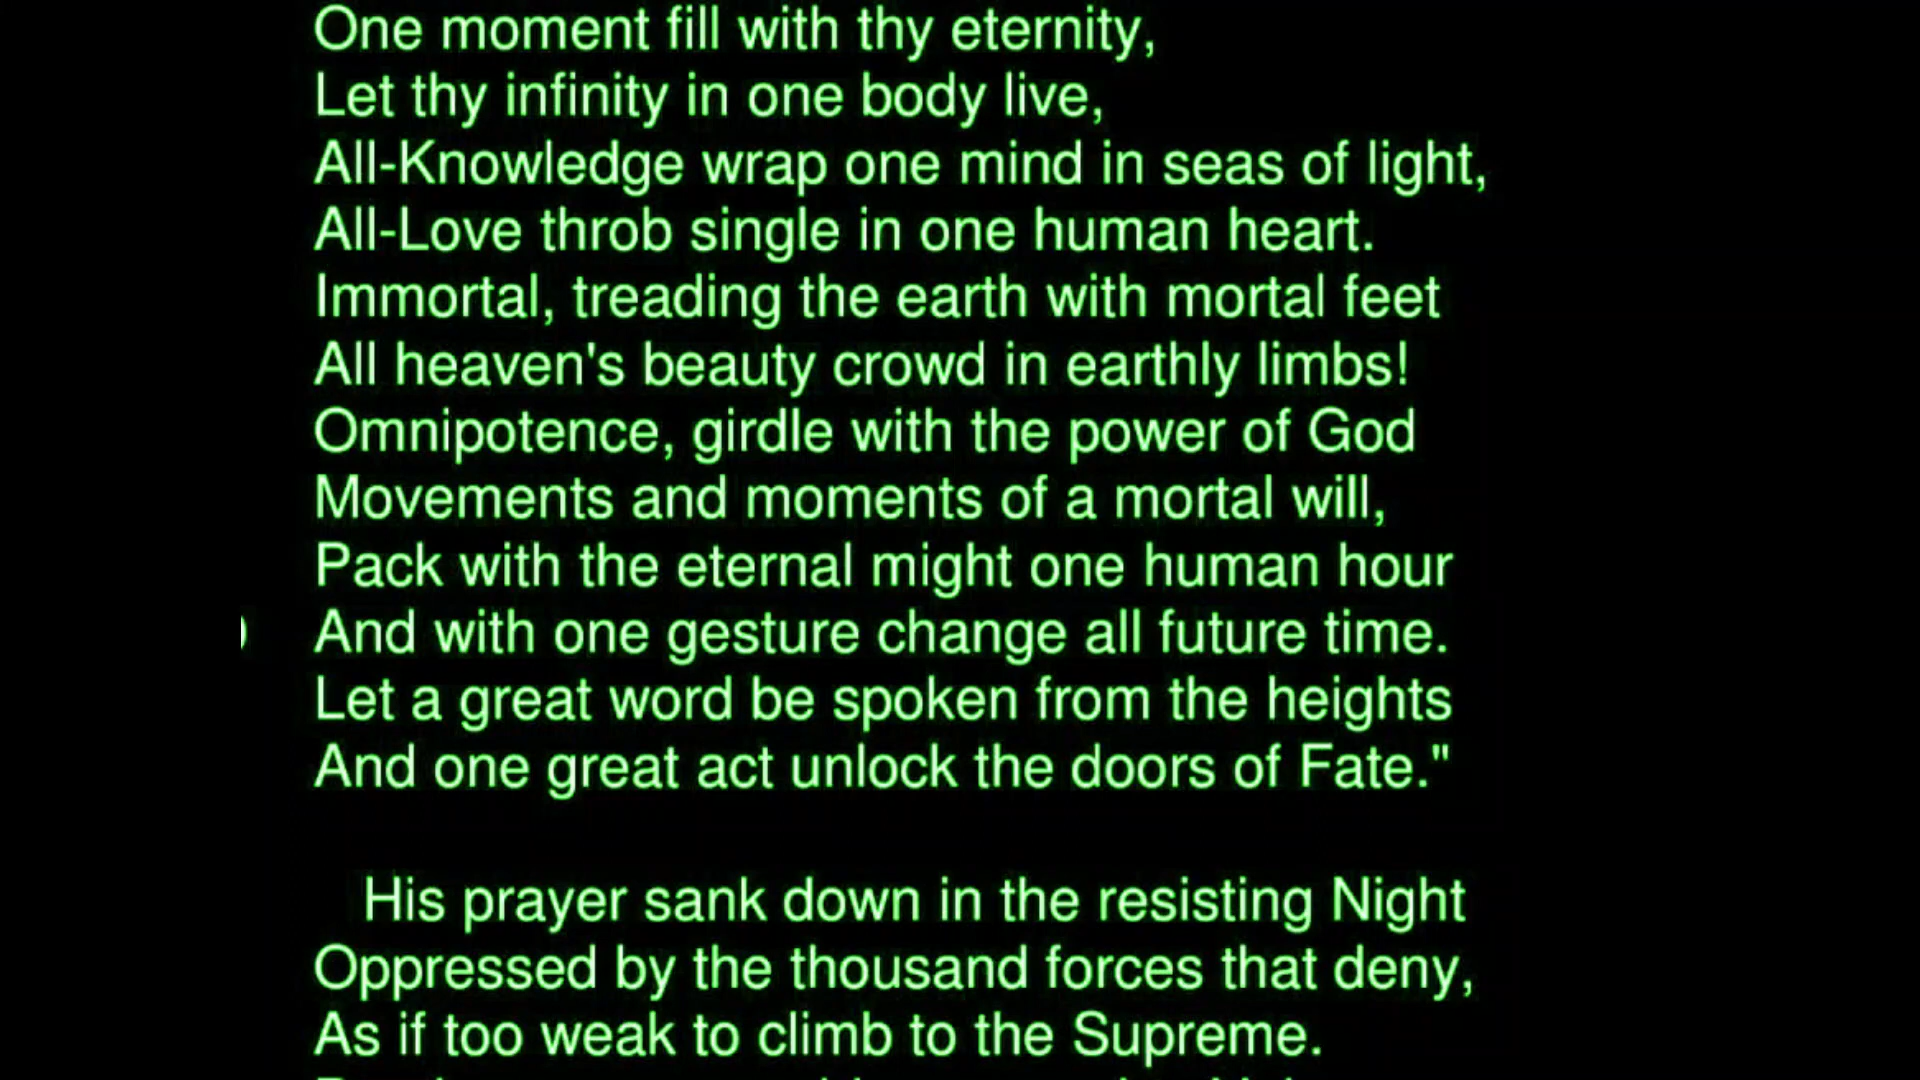 One moment fill with thy eternity,
Let thy infinity in one body live,
All-Knowledge wrap one mind in seas of light,
All-Love throb single in one human heart.
Immortal, treading the earth with mortal feet
All heaven's beauty crowd in earthly limbs!
Omnipotence, girdle with the power of God
Movements and moments of a mortal will,
Pack with the eternal might one human hour
And with one gesture change all future time.
Let a great word be spoken from the heights
And one great act unlock the doors of Fate."
His prayer sank down in the resisting Night
Oppressed by the thousand forces that deny,
As if too weak to climb to the Supreme.